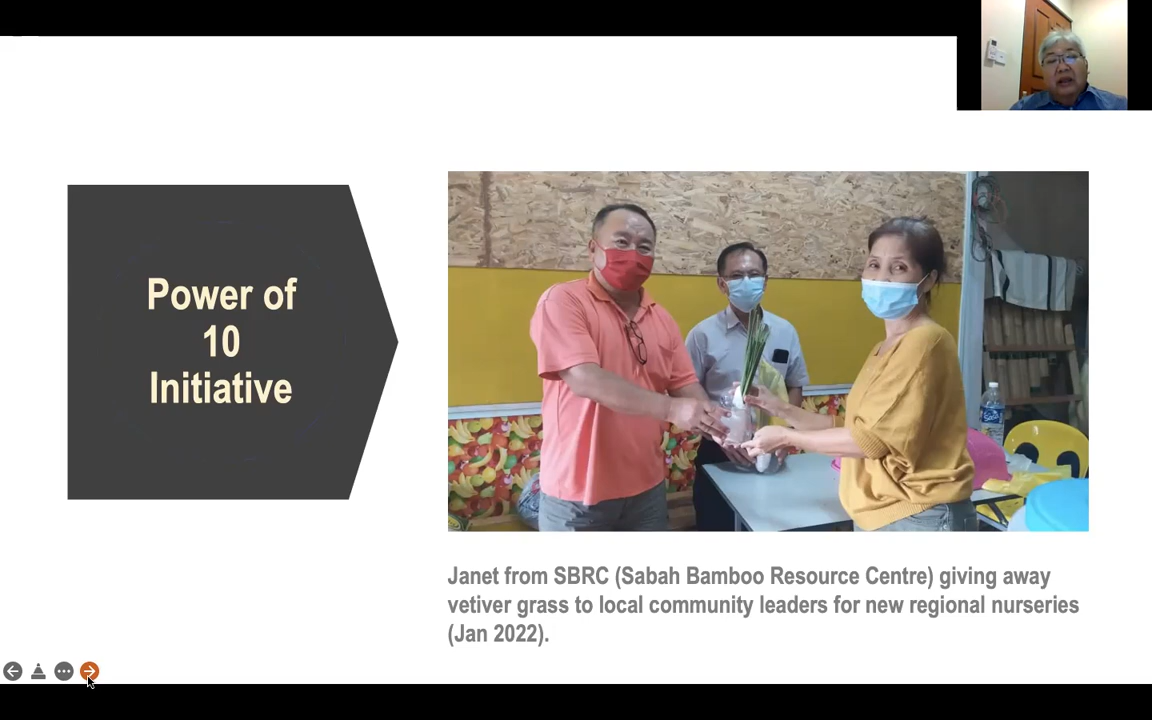 Power of
10
Initiative
Janet from SBRC (Sabah Bamboo Resource Centre) giving away
vetiver grass to local community leaders for new regional nurseries
(Jan 2022).